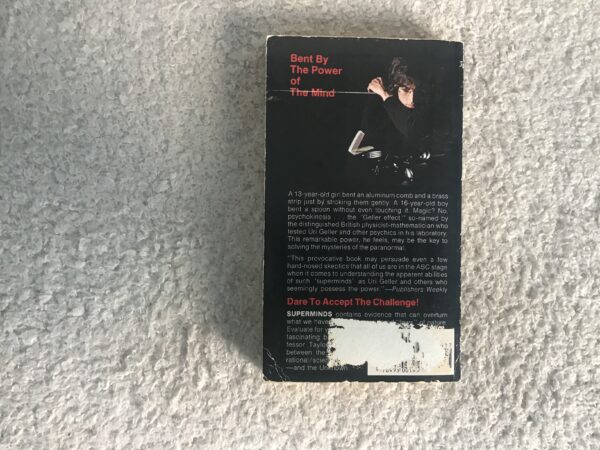 Bent By
The Power
of
The Mind
A 13-year-old girl bent an aluminum comb and a brass
strip just by stroking them gently. A 16-year-old boy
bent a spoon without even touching it. Magic? No,
psychokinesis . . . the "Geller effect," so-named by
the distinguished British physicist-mathematician who
tested Uri Geller and other psychics in his laboratory.
This remarkable power, he feels, may be the key to
solving the mysteries of the paranormal.
"This provocative book may persuade even a few
hard-nosed skeptics that all of us are in the ABC stage
when it comes to understanding the apparent abilities
of such 'superminds' as Uri Geller and others who
seemingly possess the power."—Publishers Weekly
Dare To Accept The Challenge!
SUPERMINDS contains evidence that can overturn
what we have of nature.
Evaluate for
fascinating
fessor Taylo
between the
rational/scie
—and the Unknown